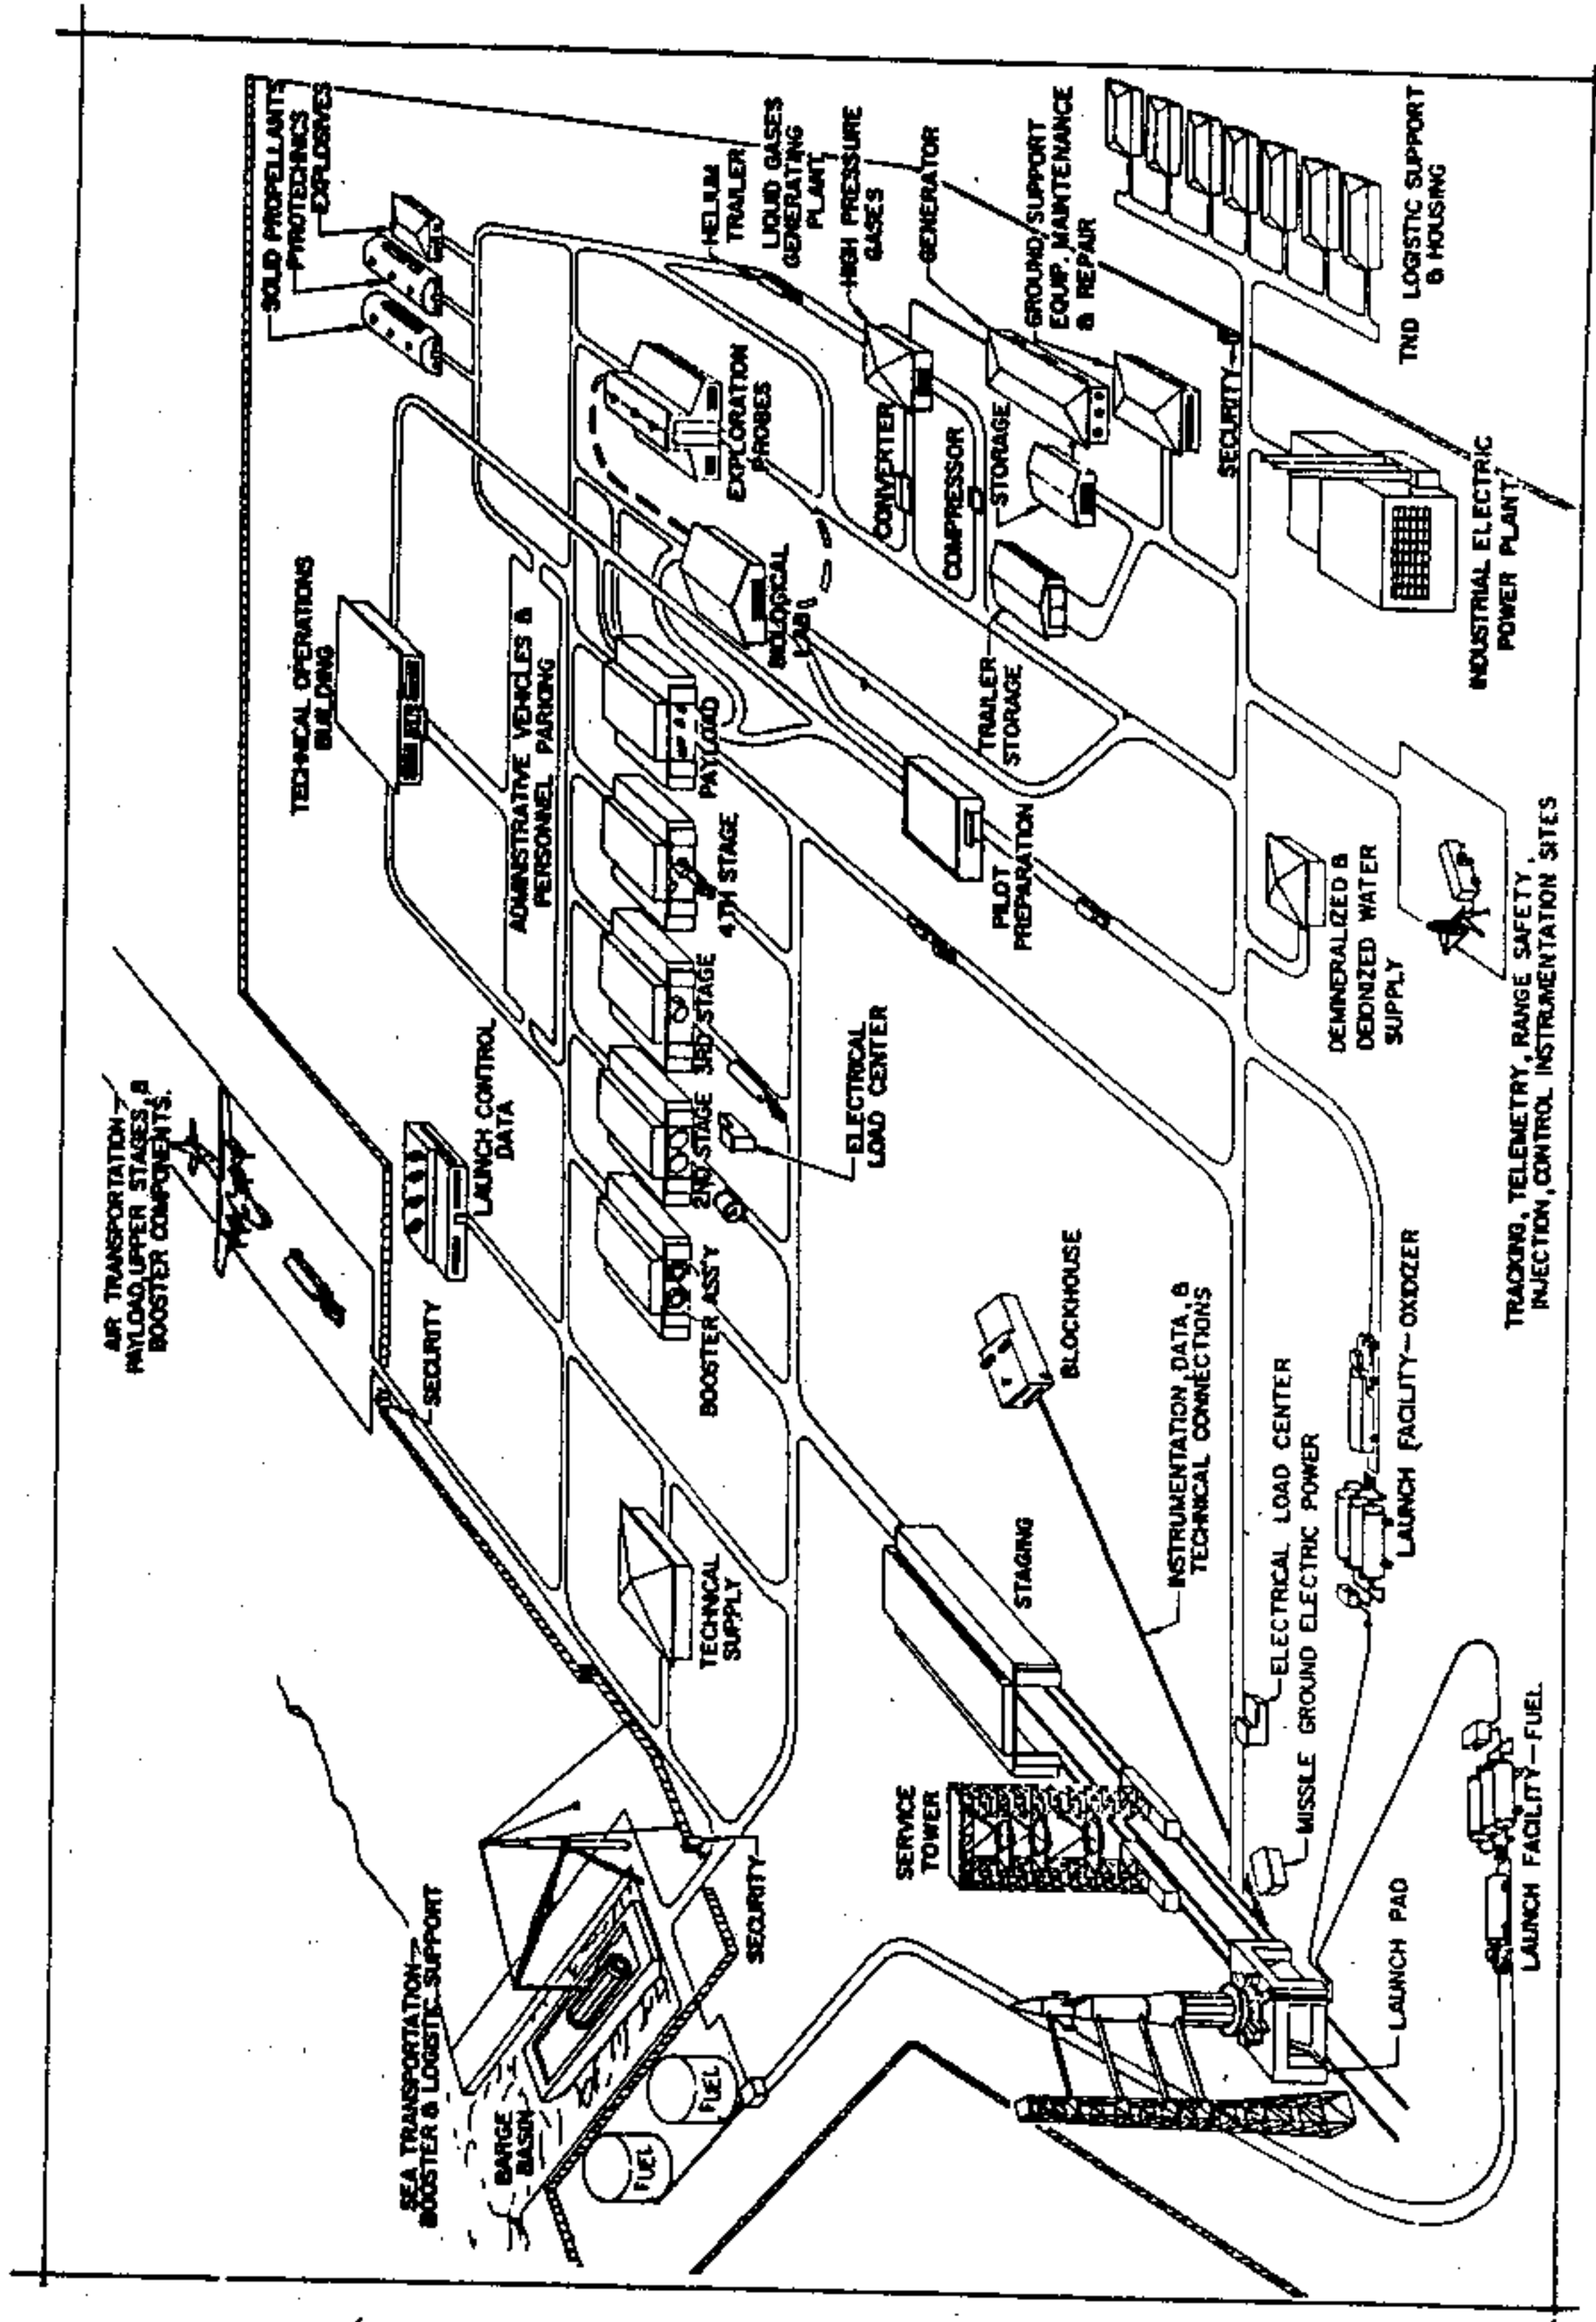 SEA TRANSPORTATION—
BOOSTER & LOGISTIC SUPPORT
BARGE
BASIN
FUEL
FUEL
SECURITY
AIR TRANSPORTATION—
PAYLOAD, UPPER STAGES, &
BOOSTER COMPONENTS.
SECURITY
LAUNCH CONTROL
DATA
TECHNICAL OPERATIONS
BUILDING
ADMINISTRATIVE VEHICLES &
PERSONNEL PARKING
SOLID PROPELLANTS
PYROTECHNICS
EXPLOSIVES
TECHNICAL
SUPPLY
BOOSTER ASS'Y
2ND STAGE
3RD STAGE
4TH STAGE
PAYLOAD
BIOLOGICAL
LAB
EXPLORATION
PROBES
HELIUM
TRAILER
LIQUID GASES
GENERATING
PLANT
HIGH PRESSURE
GASES
ELECTRICAL
LOAD CENTER
CONVERTER
COMPRESSOR
GENERATOR
STORAGE
TRAILER
STORAGE
GROUND SUPPORT
EQUIP. MAINTENANCE
& REPAIR
PILOT
PREPARATION
SERVICE
TOWER
STAGING
BLOCKHOUSE
INSTRUMENTATION DATA, &
TECHNICAL CONNECTIONS
SECURITY
ELECTRICAL LOAD CENTER
MISSILE GROUND ELECTRIC POWER
DEMINERALIZED &
DEIONIZED WATER
SUPPLY
TND LOGISTIC SUPPORT
& HOUSING
LAUNCH PAD
LAUNCH FACILITY—OXIDIZER
INDUSTRIAL ELECTRIC
POWER PLANT
LAUNCH FACILITY—FUEL
TRACKING, TELEMETRY, RANGE SAFETY,
INJECTION, CONTROL INSTRUMENTATION SITES